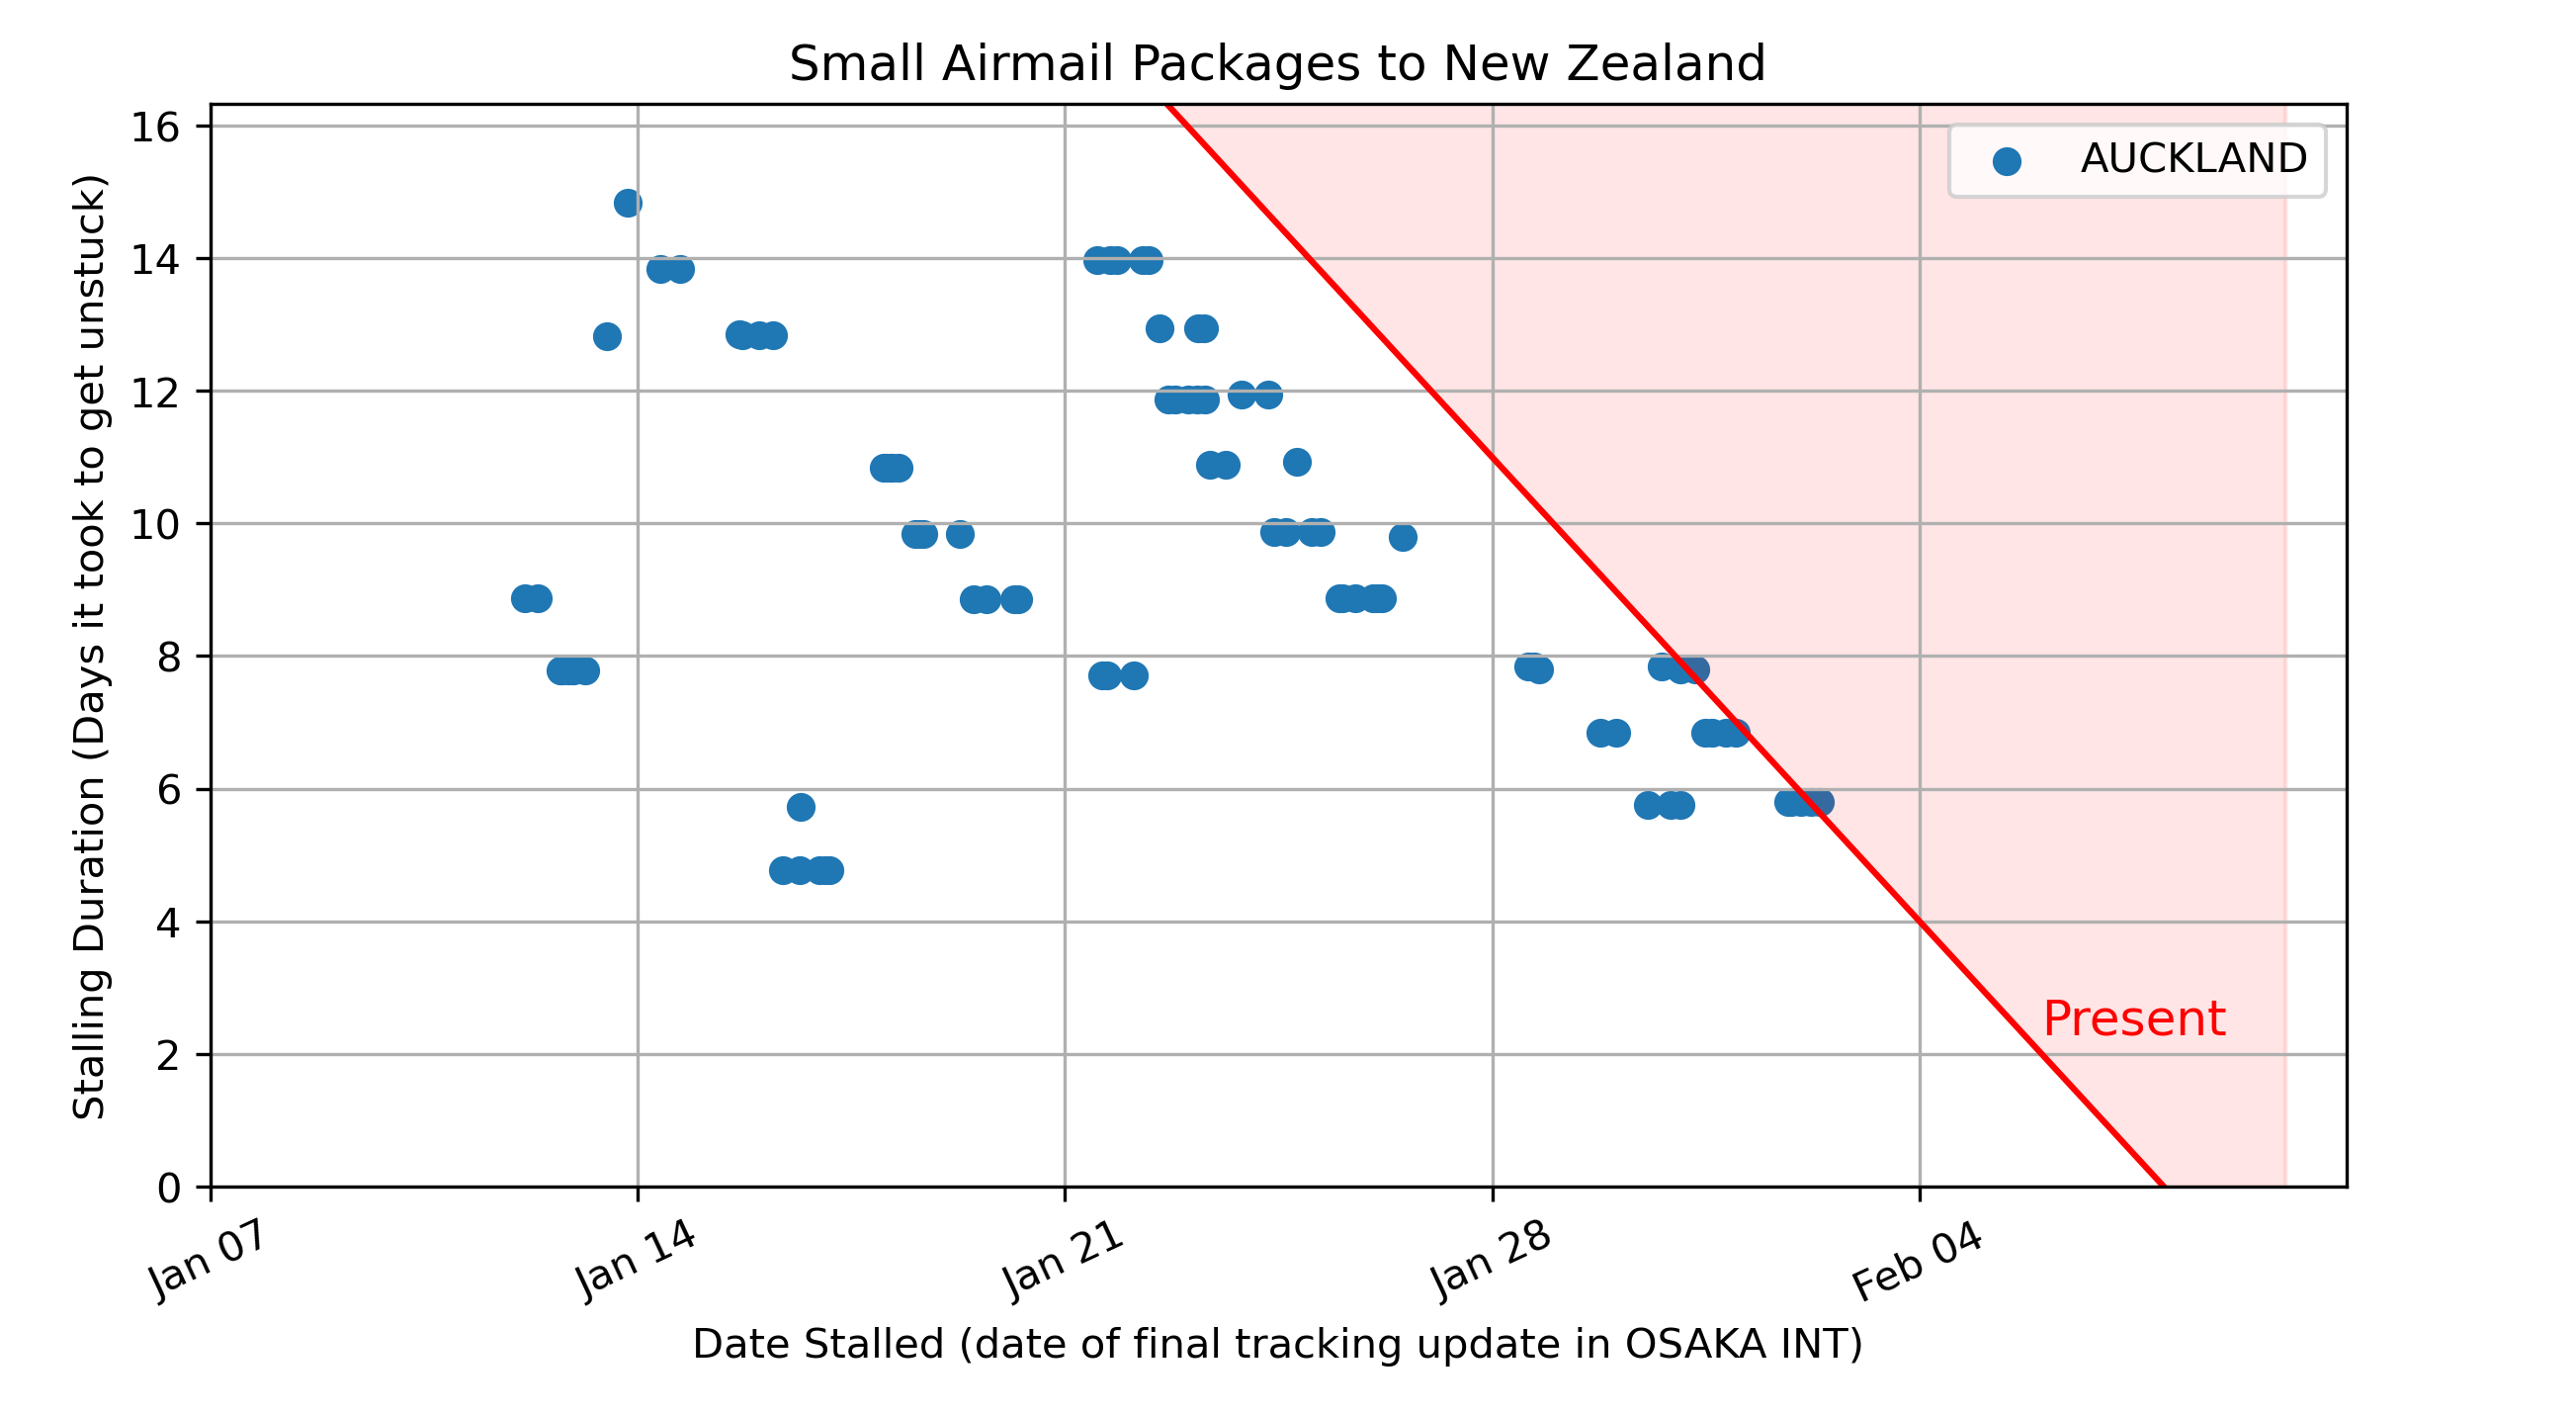 Small Airmail Packages to New Zealand
Stalling Duration (Days it took to get unstuck)
16
14
12
10
8
6
4
2
0
AUCKLAND
Present
Jan 07
Jan 14
Jan 21
Jan 28
Feb 04
Date Stalled (date of final tracking update in OSAKA INT)